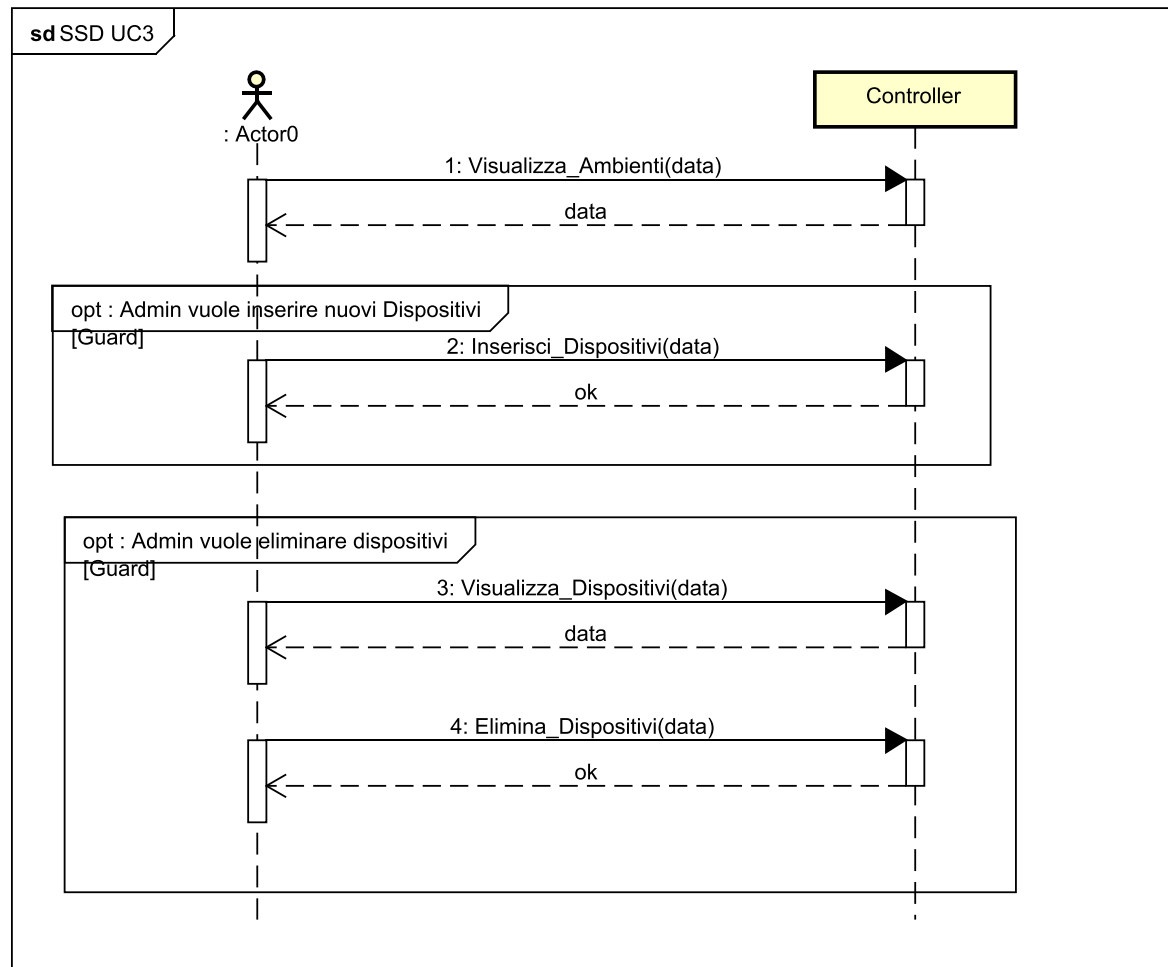 sd SSD UC3
: Actor0
Controller
1: Visualizza_Ambienti(data)
data
opt : Admin vuole inserire nuovi Dispositivi
[Guard]
2: Inserisci_Dispositivi(data)
ok
opt : Admin vuole eliminare dispositivi
[Guard]
3: Visualizza_Dispositivi(data)
data
4: Elimina_Dispositivi(data)
ok